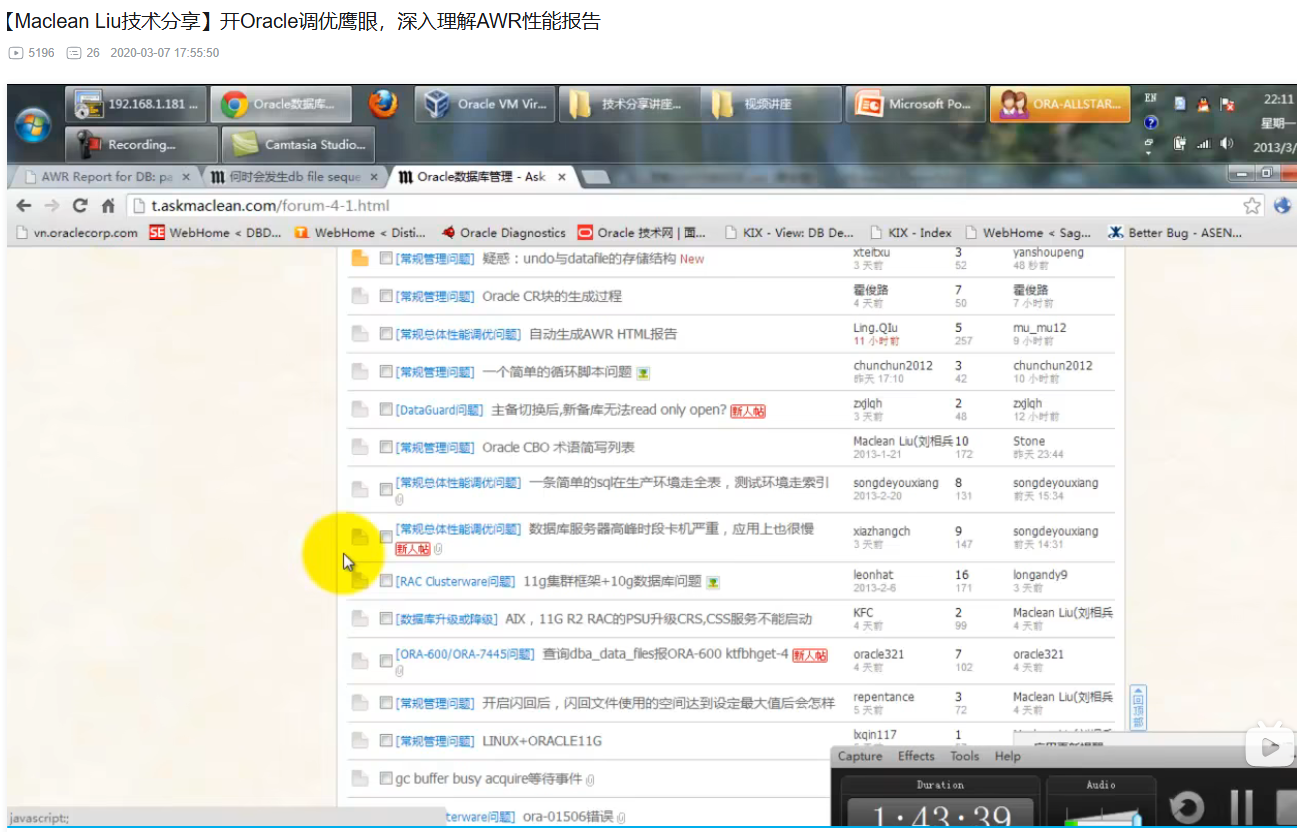 【Maclean Liu技术分享】开Oracle调优鹰眼，深入理解AWR性能报告
5196 26 2020-03-07 17:55:50
192.168.1.181 ... Oracle数据库... Oracle VM Vir... 技术分享讲座... 视频讲座 Microsoft Po... ORA-ALLSTAR... EN 22:11
星期一
Recording... Camtasia Studio... 2013/3/
AWR Report for DB: pa 何时会发生db file seque Oracle数据库管理 - Ask
t.askmaclean.com/forum-4-1.html
vn.oraclecorp.com WebHome < DBD... WebHome < Disti... Oracle Diagnostics Oracle 技术网 | 面... KIX - View: DB De... KIX - Index WebHome < Sag... Better Bug - ASEN...
[常规管理问题] 疑惑：undo与datafile的存储结构 New xteitxu 3 yanshoupeng
3 天前 52 48 秒前
[常规管理问题] Oracle CR块的生成过程 霍俊路 7 霍俊路
4 天前 50 7 小时前
[常规总体性能调优问题] 自动生成AWR HTML报告 Ling.QIu 5 mu_mu12
11 小时前 257 9 小时前
[常规管理问题] 一个简单的循环脚本问题 chunchun2012 3 chunchun2012
昨天 17:10 42 10 小时前
[DataGuard问题] 主备切换后,新备库无法read only open? 新人帖 zxjlqh 2 zxjlqh
3 天前 48 12 小时前
[常规管理问题] Oracle CBO 术语简写列表 Maclean Liu(刘相兵 10 Stone
2013-1-21 172 昨天 23:44
[常规总体性能调优问题] 一条简单的sql在生产环境走全表，测试环境走索引 songdeyouxiang 8 songdeyouxiang
2013-2-20 131 前天 15:34
[常规总体性能调优问题] 数据库服务器高峰时段卡机严重，应用上也很慢 xiazhangch 9 songdeyouxiang
新人帖 3 天前 147 前天 14:31
[RAC Clusterware问题] 11g集群框架+10g数据库问题 leonhat 16 longandy9
2013-2-6 171 3 天前
[数据库升级或降级] AIX，11G R2 RAC的PSU升级CRS,CSS服务不能启动 KFC 2 Maclean Liu(刘相兵
4 天前 99 4 天前
[ORA-600/ORA-7445问题] 查询dba_data_files报ORA-600 ktfbhget-4 新人帖 oracle321 7 oracle321
4 天前 102 4 天前
[常规管理问题] 开启闪回后，闪回文件使用的空间达到设定最大值后会怎样 repentance 3 Maclean Liu(刘相兵
5 天前 72 4 天前
回顶部
[常规管理问题] LINUX+ORACLE11G lxqin117 1
Capture Effects Tools Help
gc buffer busy acquire等待事件
Duration Audio
1:43:39
javascript:; terware问题] ora-01506错误